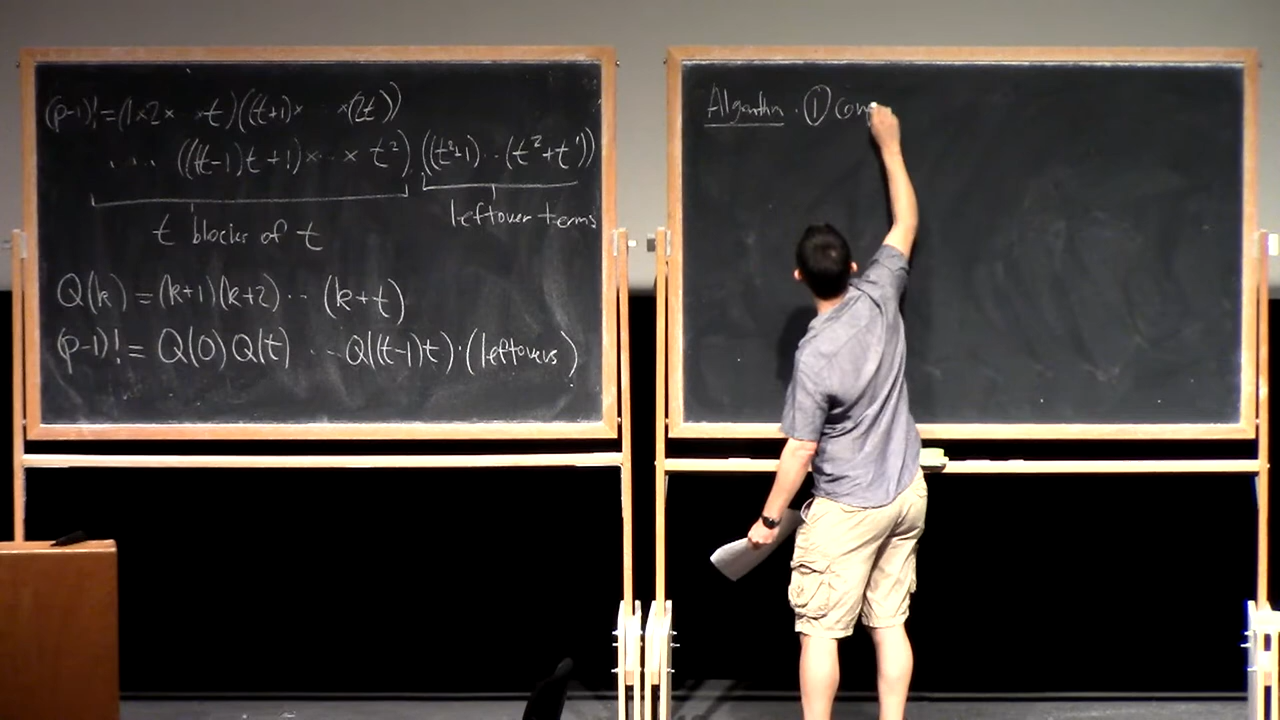 (p-1)! = (1×2× ·· ×t)((t+1)× ·· ×(2t))
···· (((t-1)t+1)×···× t²) ((t²+1)···(t²+t'))
t blocks of t
leftover terms
Q(k) = (k+1)(k+2)··· (k+t)
(p-1)! = Q(0) Q(t) ··· Q((t-1)t)·(leftovers)
Algorithm. ① Comp